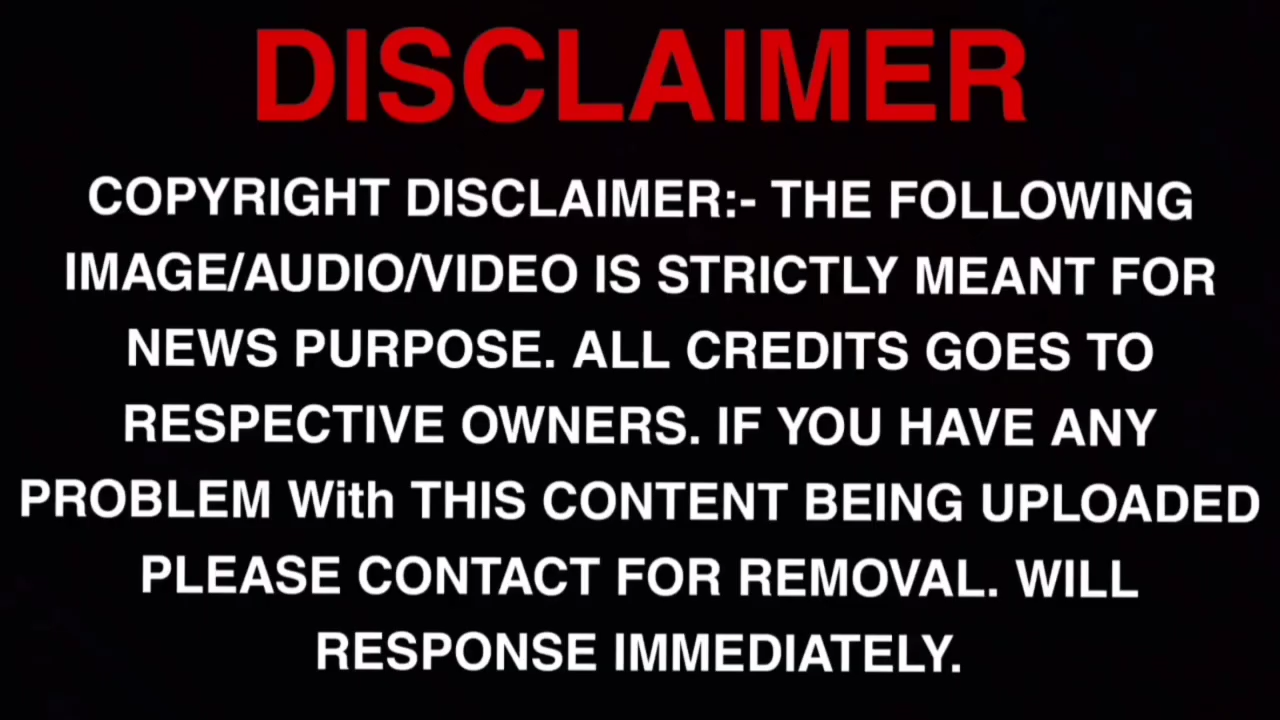 DISCLAIMER
COPYRIGHT DISCLAIMER:- THE FOLLOWING
IMAGE/AUDIO/VIDEO IS STRICTLY MEANT FOR
NEWS PURPOSE. ALL CREDITS GOES TO
RESPECTIVE OWNERS. IF YOU HAVE ANY
PROBLEM With THIS CONTENT BEING UPLOADED
PLEASE CONTACT FOR REMOVAL. WILL
RESPONSE IMMEDIATELY.